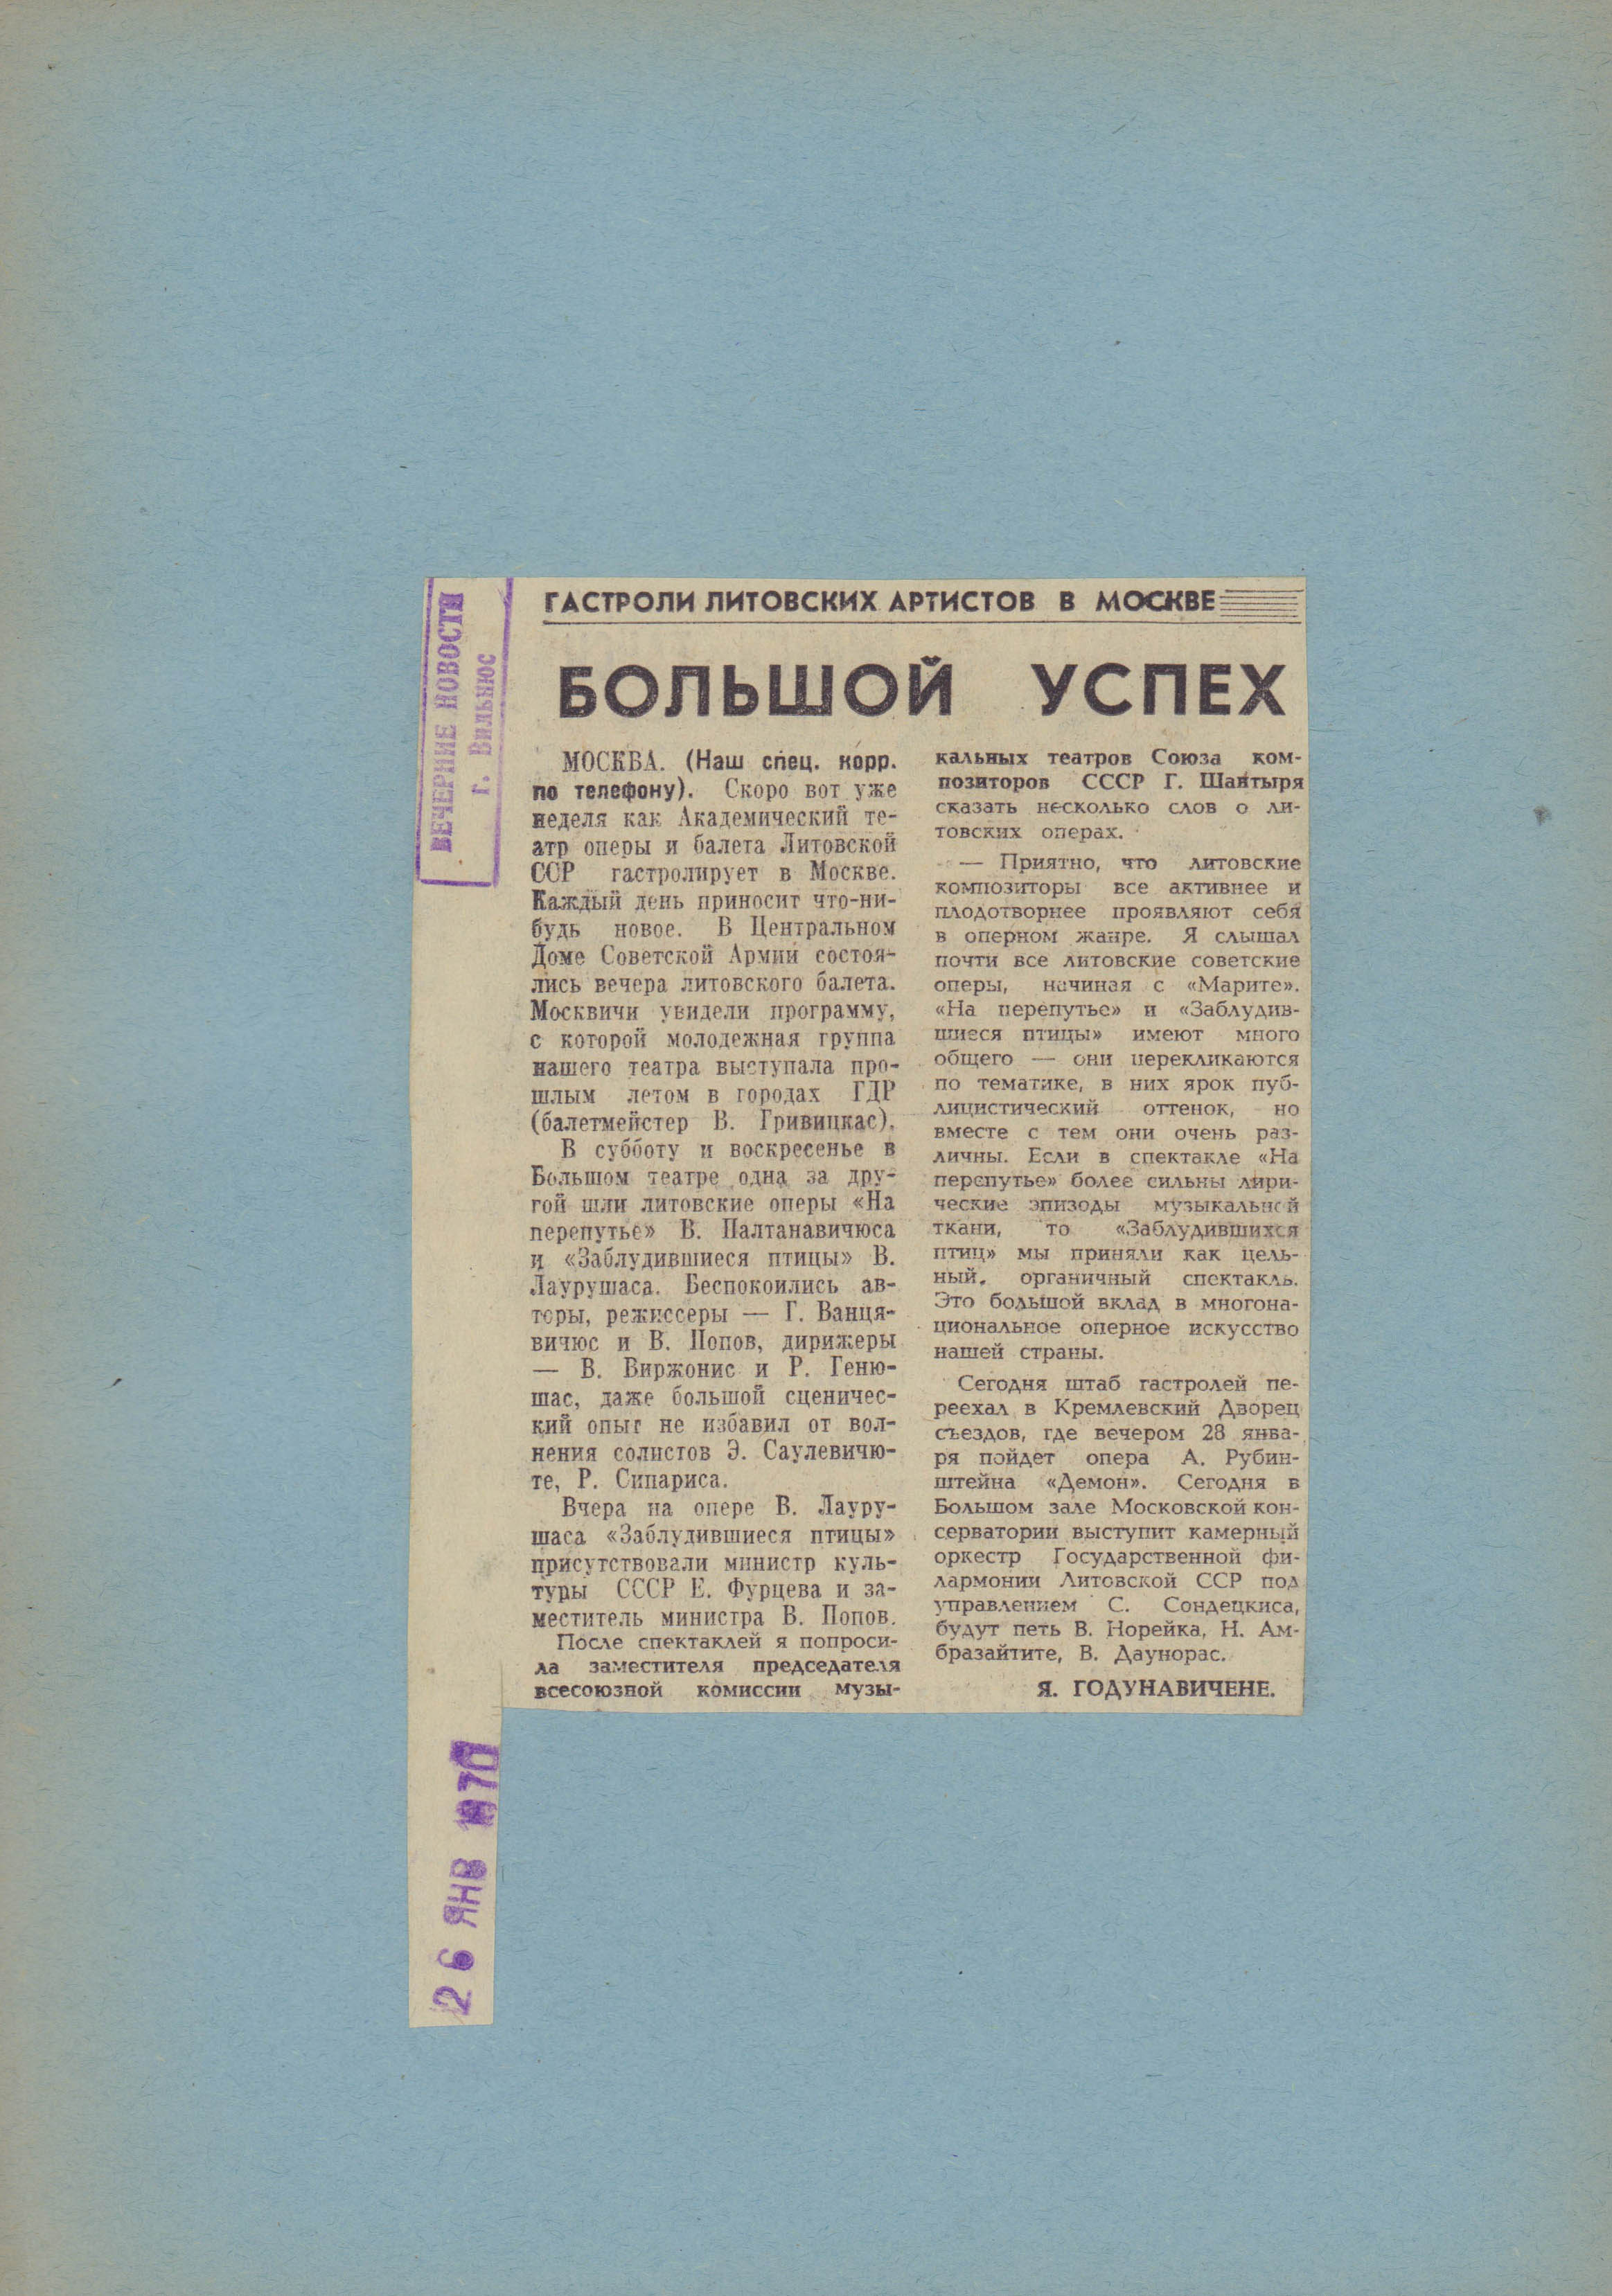 ВЕЧЕРНИЕ НОВОСТИ
г. Вильнюс
ГАСТРОЛИ ЛИТОВСКИХ АРТИСТОВ В МОСКВЕ
БОЛЬШОЙ УСПЕХ
МОСКВА. (Наш спец. корр.
по телефону). Скоро вот уже
неделя как Академический те-
атр оперы и балета Литовской
ССР гастролирует в Москве.
Каждый день приносит что-ни-
будь новое. В Центральном
Доме Советской Армии состоя-
лись вечера литовского балета.
Москвичи увидели программу,
с которой молодежная группа
нашего театра выступала про-
шлым летом в городах ГДР
(балетмейстер В. Гривицкас).
В субботу и воскресенье в
Большом театре одна за дру-
гой шли литовские оперы «На
перепутье» В. Палтанавичюса
и «Заблудившиеся птицы» В.
Лаурушаса. Беспокоились ав-
торы, режиссеры — Г. Ванця-
вичюс и В. Попов, дирижеры
— В. Виржонис и Р. Геню-
шас, даже большой сценичес-
кий опыт не избавил от вол-
нения солистов Э. Саулевичю-
те, Р. Сипариса.
Вчера на опере В. Лауру-
шаса «Заблудившиеся птицы»
присутствовали министр куль-
туры СССР Е. Фурцева и за-
меститель министра В. Попов.
После спектаклей я попроси-
ла заместителя председателя
всесоюзной комиссии музы-
кальных театров Союза ком-
позиторов СССР Г. Шантыря
сказать несколько слов о ли-
товских операх.
— Приятно, что литовские
композиторы все активнее и
плодотворнее проявляют себя
в оперном жанре. Я слышал
почти все литовские советские
оперы, начиная с «Марите».
«На перепутье» и «Заблудив-
шиеся птицы» имеют много
общего — они перекликаются
по тематике, в них ярок пуб-
лицистический оттенок, но
вместе с тем они очень раз-
личны. Если в спектакле «На
перепутье» более сильны лири-
ческие эпизоды музыкальной
ткани, то «Заблудившихся
птиц» мы приняли как цель-
ный, органичный спектакль.
Это большой вклад в многона-
циональное оперное искусство
нашей страны.
Сегодня штаб гастролей пе-
реехал в Кремлевский Дворец
съездов, где вечером 28 янва-
ря пойдет опера А. Рубин-
штейна «Демон». Сегодня в
Большом зале Московской кон-
серватории выступит камерный
оркестр Государственной фи-
лармонии Литовской ССР под
управлением С. Сондецкиса,
будут петь В. Норейка, Н. Ам-
бразайтите, В. Даунорас.
Я. ГОДУНАВИЧЕНЕ.
26 ЯНВ 1970